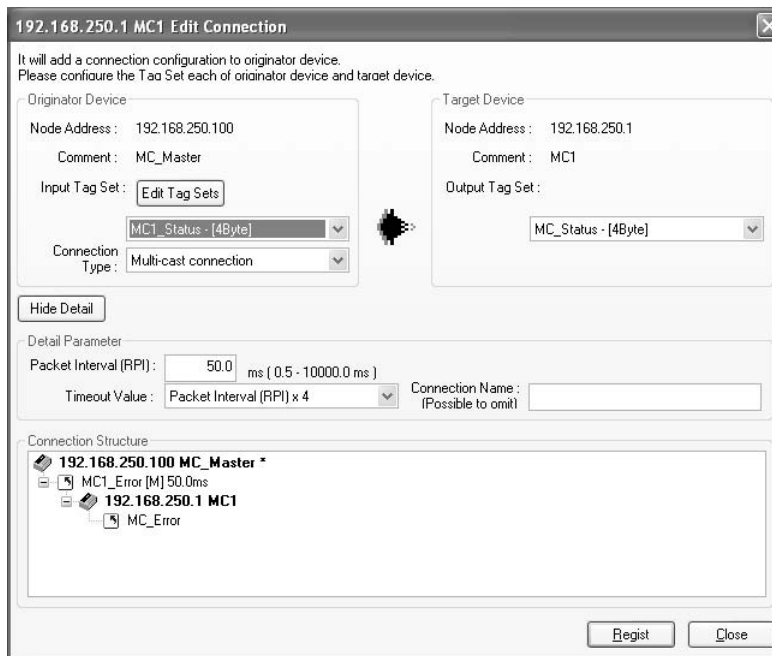 192.168.250.1 MC1 Edit Connection
It will add a connection configuration to originator device.
Please configure the Tag Set each of originator device and target device.
Originator Device
Node Address : 192.168.250.100
Comment : MC_Master
Input Tag Set : Edit Tag Sets
MC1_Status - [4Byte]
Connection
Type : Multi-cast connection
Target Device
Node Address : 192.168.250.1
Comment : MC1
Output Tag Set :
MC_Status - [4Byte]
Hide Detail
Detail Parameter
Packet Interval (RPI) : 50.0 ms ( 0.5 - 10000.0 ms )
Timeout Value : Packet Interval (RPI) x 4
Connection Name :
(Possible to omit)
Connection Structure
192.168.250.100 MC_Master *
MC1_Error [M] 50.0ms
192.168.250.1 MC1
MC_Error
Regist Close